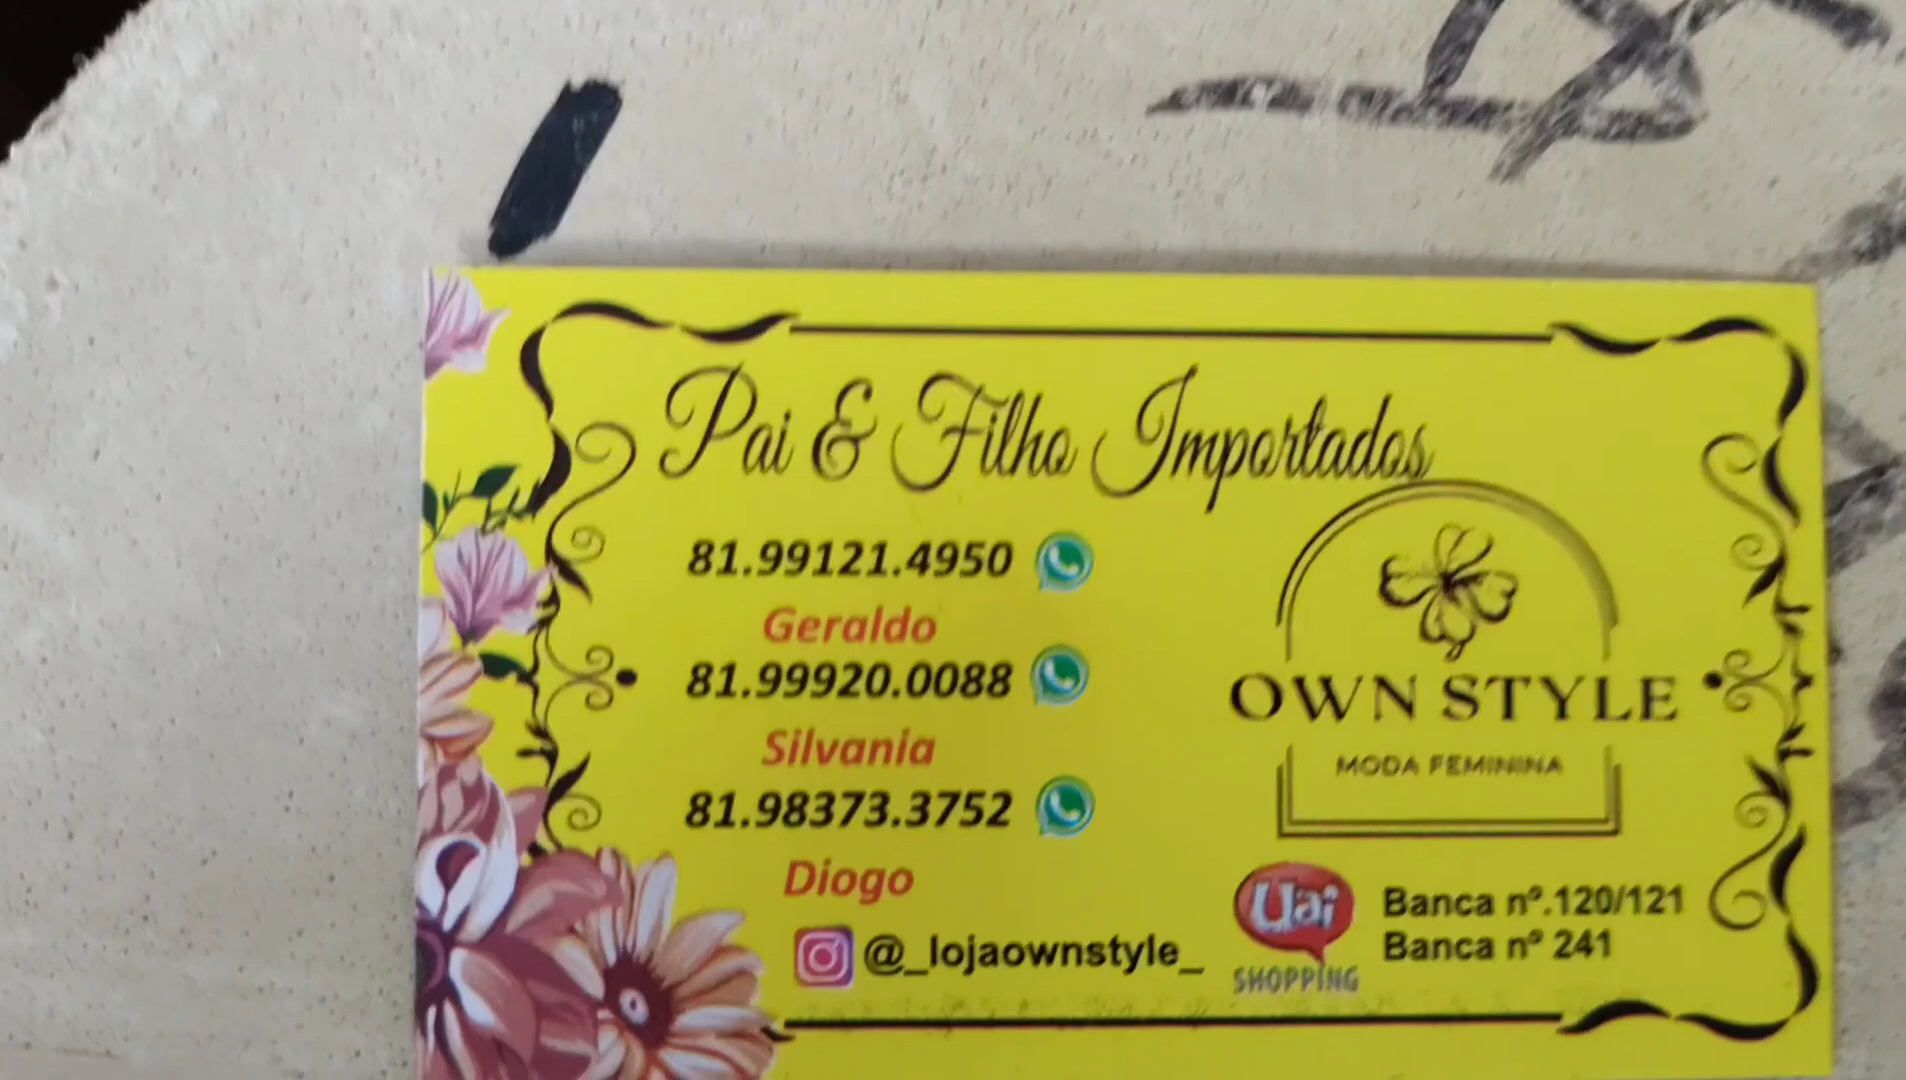 Pai & Filho Importados
81.99121.4950
Geraldo
81.99920.0088
Silvania
81.98373.3752
Diogo
@_lojaownstyle_
OWN STYLE
MODA FEMININA
Uai
SHOPPING
Banca nº.120/121
Banca nº 241